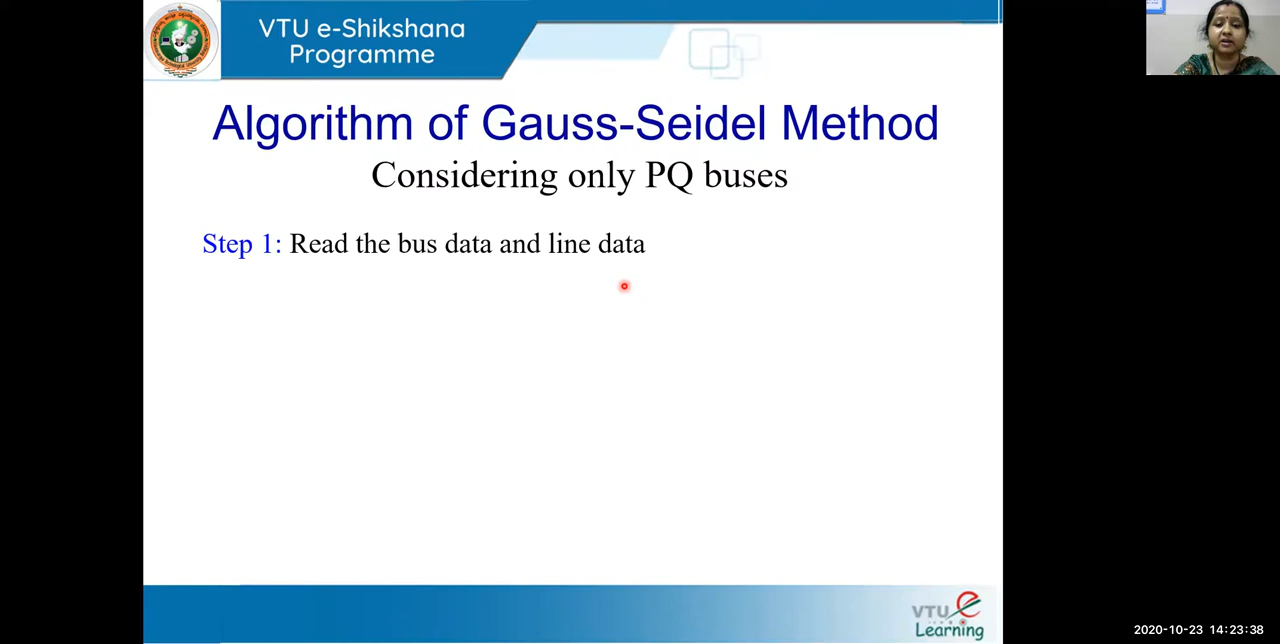 VTU e-Shikshana
Programme
Algorithm of Gauss-Seidel Method
Considering only PQ buses
Step 1: Read the bus data and line data
VTU e
Learning
2020-10-23 14:23:38